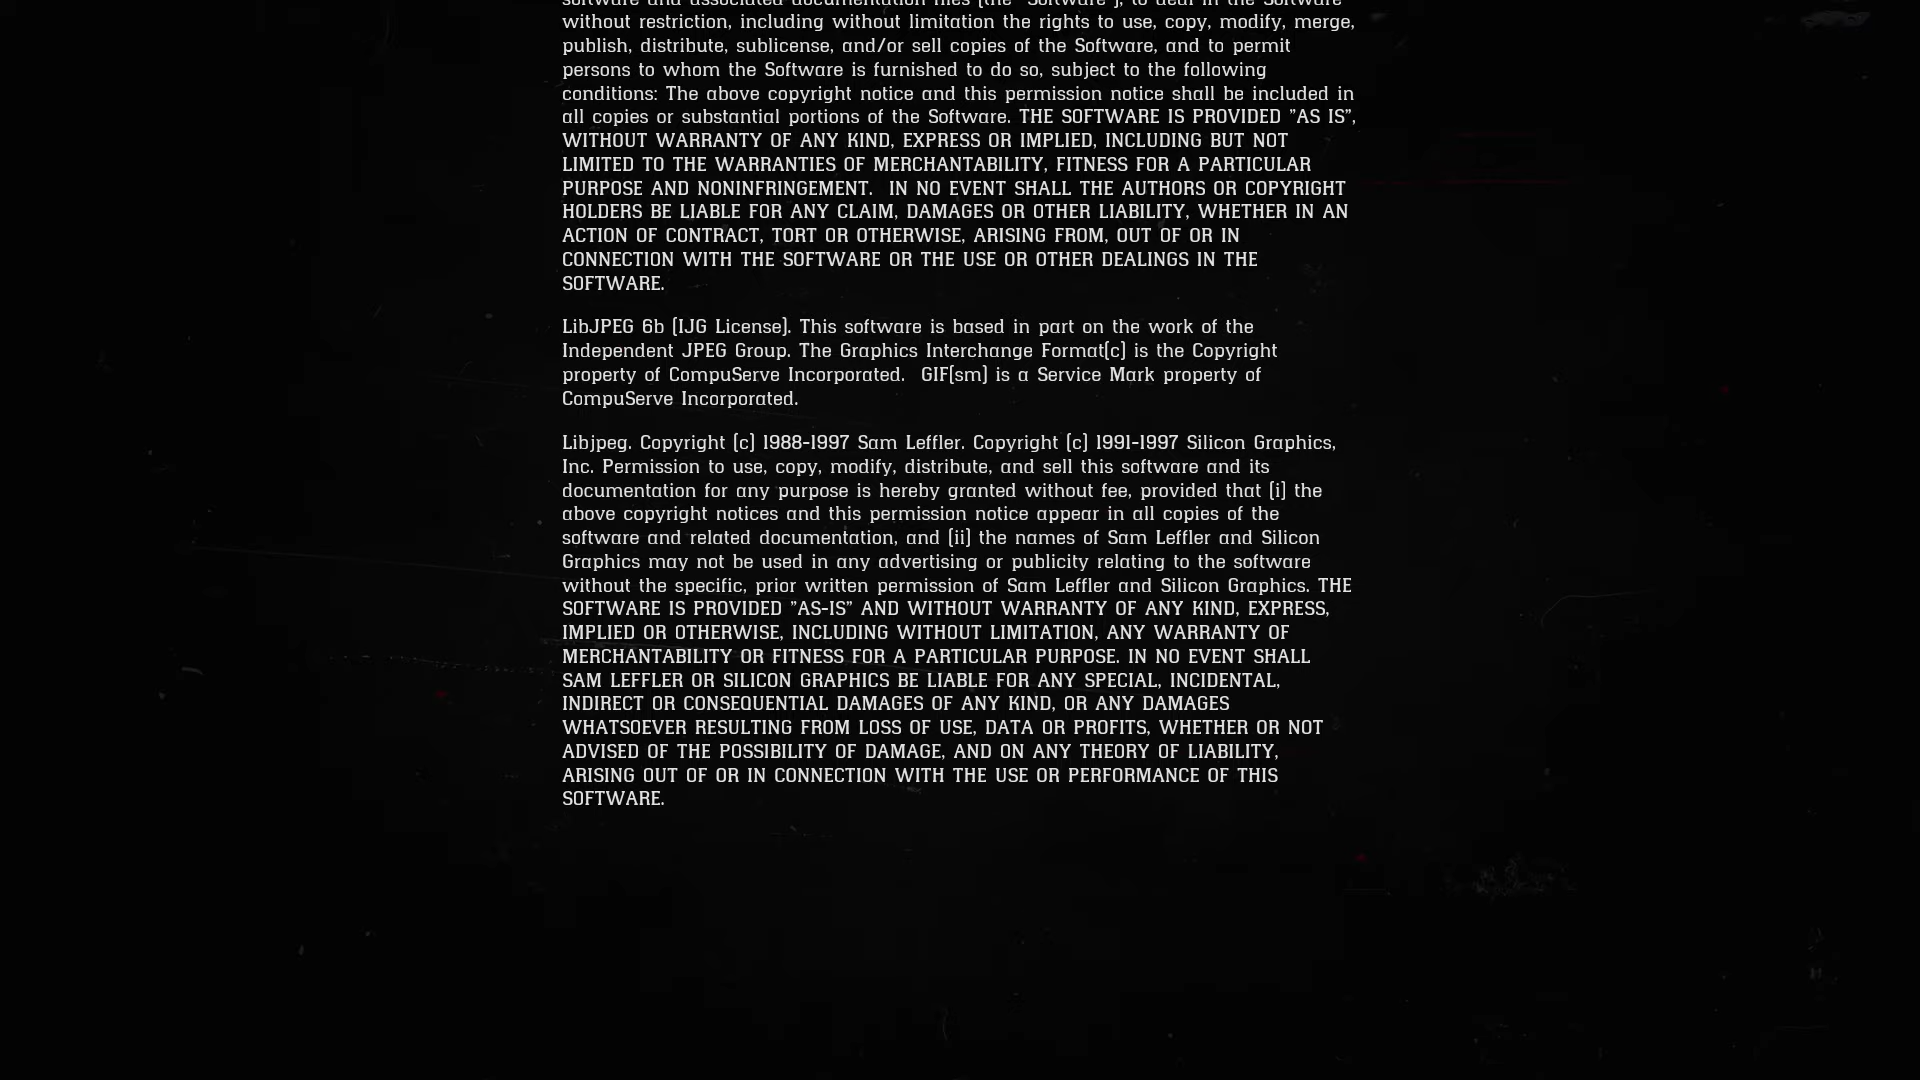 software and associated documentation files (the "Software"), to deal in the Software
without restriction, including without limitation the rights to use, copy, modify, merge,
publish, distribute, sublicense, and/or sell copies of the Software, and to permit
persons to whom the Software is furnished to do so, subject to the following
conditions: The above copyright notice and this permission notice shall be included in
all copies or substantial portions of the Software. THE SOFTWARE IS PROVIDED "AS IS",
WITHOUT WARRANTY OF ANY KIND, EXPRESS OR IMPLIED, INCLUDING BUT NOT
LIMITED TO THE WARRANTIES OF MERCHANTABILITY, FITNESS FOR A PARTICULAR
PURPOSE AND NONINFRINGEMENT.  IN NO EVENT SHALL THE AUTHORS OR COPYRIGHT
HOLDERS BE LIABLE FOR ANY CLAIM, DAMAGES OR OTHER LIABILITY, WHETHER IN AN
ACTION OF CONTRACT, TORT OR OTHERWISE, ARISING FROM, OUT OF OR IN
CONNECTION WITH THE SOFTWARE OR THE USE OR OTHER DEALINGS IN THE
SOFTWARE.
LibJPEG 6b (IJG License). This software is based in part on the work of the
Independent JPEG Group. The Graphics Interchange Format(c) is the Copyright
property of CompuServe Incorporated.  GIF(sm) is a Service Mark property of
CompuServe Incorporated.
Libjpeg. Copyright (c) 1988-1997 Sam Leffler. Copyright (c) 1991-1997 Silicon Graphics,
Inc. Permission to use, copy, modify, distribute, and sell this software and its
documentation for any purpose is hereby granted without fee, provided that (i) the
above copyright notices and this permission notice appear in all copies of the
software and related documentation, and (ii) the names of Sam Leffler and Silicon
Graphics may not be used in any advertising or publicity relating to the software
without the specific, prior written permission of Sam Leffler and Silicon Graphics. THE
SOFTWARE IS PROVIDED "AS-IS" AND WITHOUT WARRANTY OF ANY KIND, EXPRESS,
IMPLIED OR OTHERWISE, INCLUDING WITHOUT LIMITATION, ANY WARRANTY OF
MERCHANTABILITY OR FITNESS FOR A PARTICULAR PURPOSE. IN NO EVENT SHALL
SAM LEFFLER OR SILICON GRAPHICS BE LIABLE FOR ANY SPECIAL, INCIDENTAL,
INDIRECT OR CONSEQUENTIAL DAMAGES OF ANY KIND, OR ANY DAMAGES
WHATSOEVER RESULTING FROM LOSS OF USE, DATA OR PROFITS, WHETHER OR NOT
ADVISED OF THE POSSIBILITY OF DAMAGE, AND ON ANY THEORY OF LIABILITY,
ARISING OUT OF OR IN CONNECTION WITH THE USE OR PERFORMANCE OF THIS
SOFTWARE.